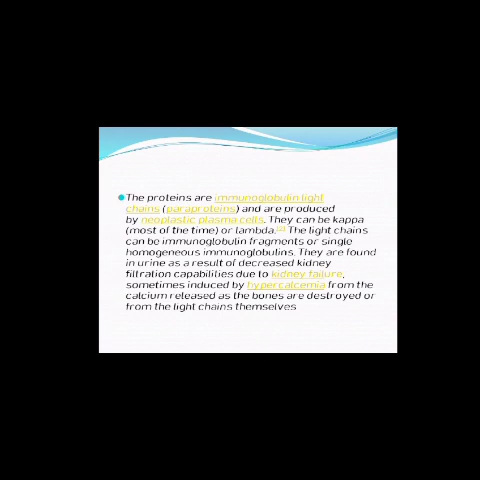 The proteins are immunoglobulin light
chains (paraproteins) and are produced
by neoplastic plasma cells. They can be kappa
(most of the time) or lambda.[2] The light chains
can be immunoglobulin fragments or single
homogeneous immunoglobulins. They are found
in urine as a result of decreased kidney
filtration capabilities due to kidney failure,
sometimes induced by hypercalcemia from the
calcium released as the bones are destroyed or
from the light chains themselves